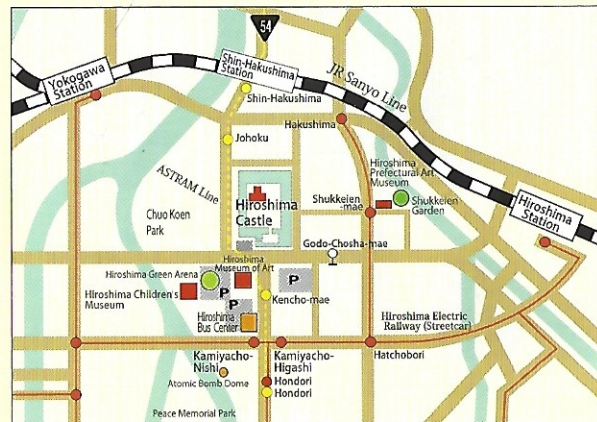 54
Shin-Hakushima
Station
Yokogawa
Station
JR Sanyo Line
Shin-Hakushima
Hakushima
Johoku
ASTRAM Line
Hiroshima
Prefectural Art
Museum
Hiroshima
Castle
Shukkeien
-mae
Shukkeien
Garden
Hiroshima
Station
Chuo Koen
Park
Godo-Chosha-mae
Hiroshima
Museum of Art
Hiroshima Green Arena
P
P
Hiroshima Children's
Museum
P
Kencho-mae
Hiroshima
Bus Center
Hiroshima Electric
Railway (Streetcar)
Kamiyacho-
Nishi
Kamiyacho-
Higashi
Hatchobori
Atomic Bomb Dome
Hondori
Hondori
Peace Memorial Park